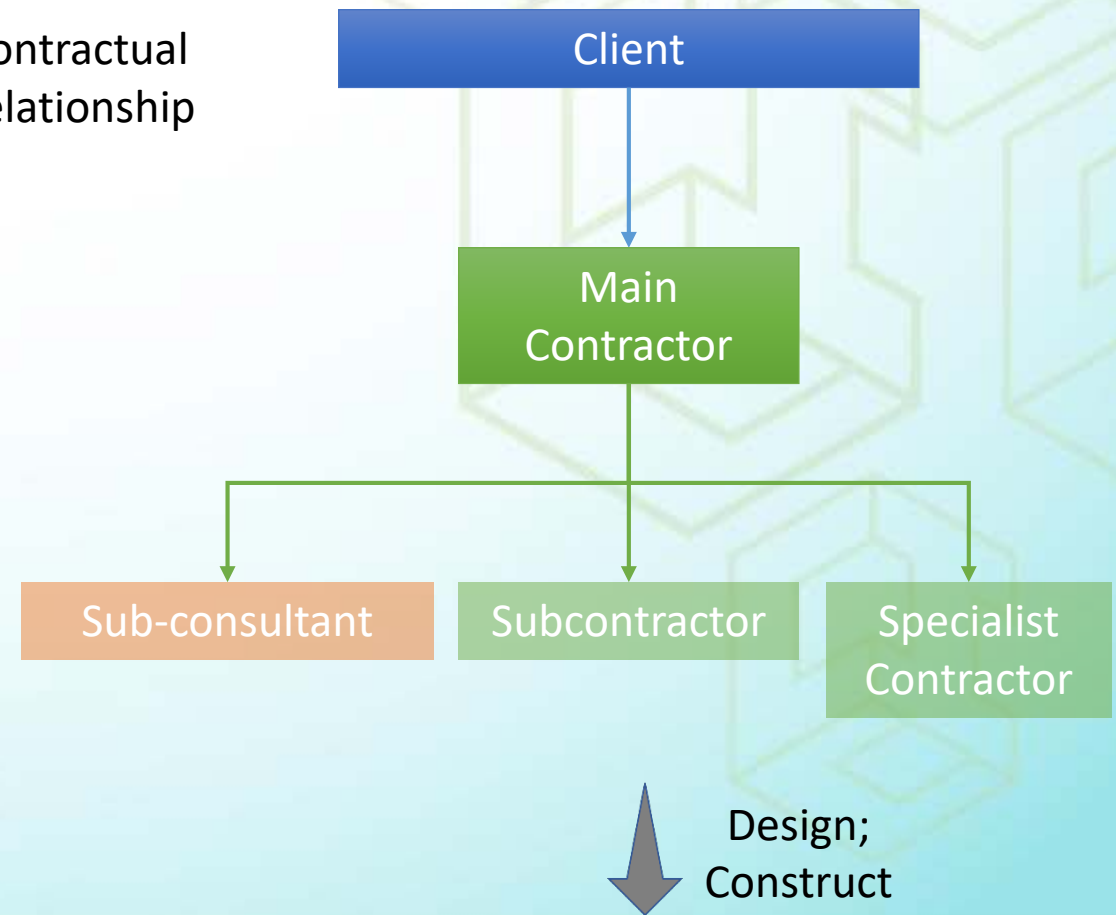 ontractual
elationship
Client
Main
Contractor
Sub-consultant
Subcontractor
Specialist
Contractor
Design;
Construct